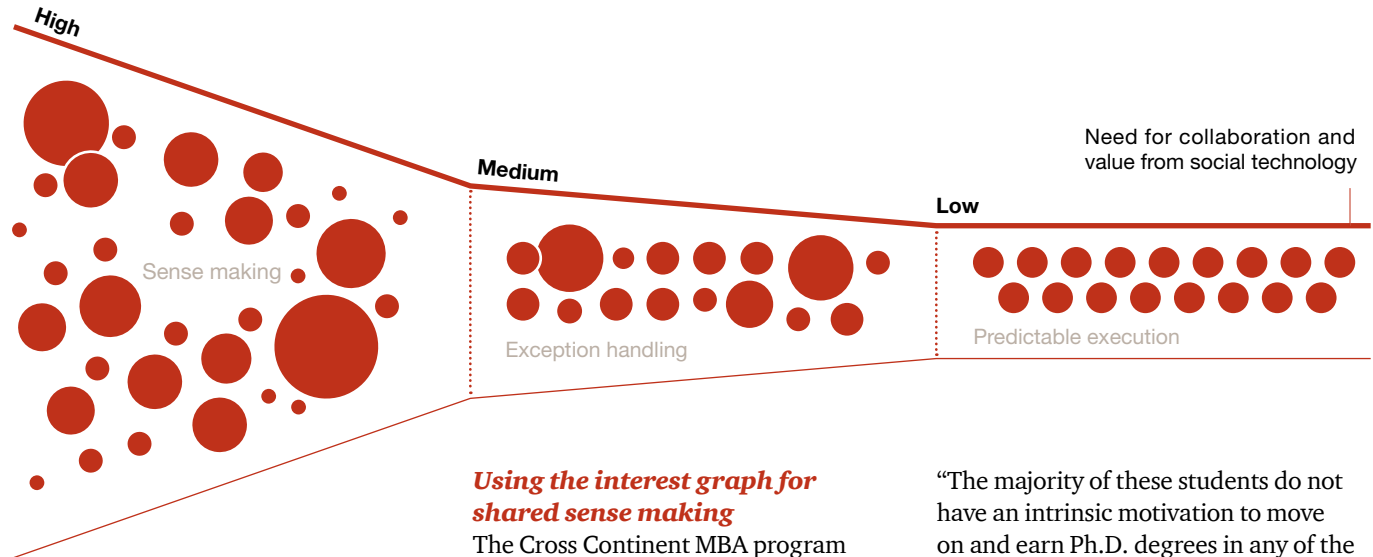 High
Medium
Low
Need for collaboration and
value from social technology
Sense making
Exception handling
Predictable execution
Using the interest graph for
shared sense making
The Cross Continent MBA program
“The majority of these students do not
have an intrinsic motivation to move
on and earn Ph.D. degrees in any of the